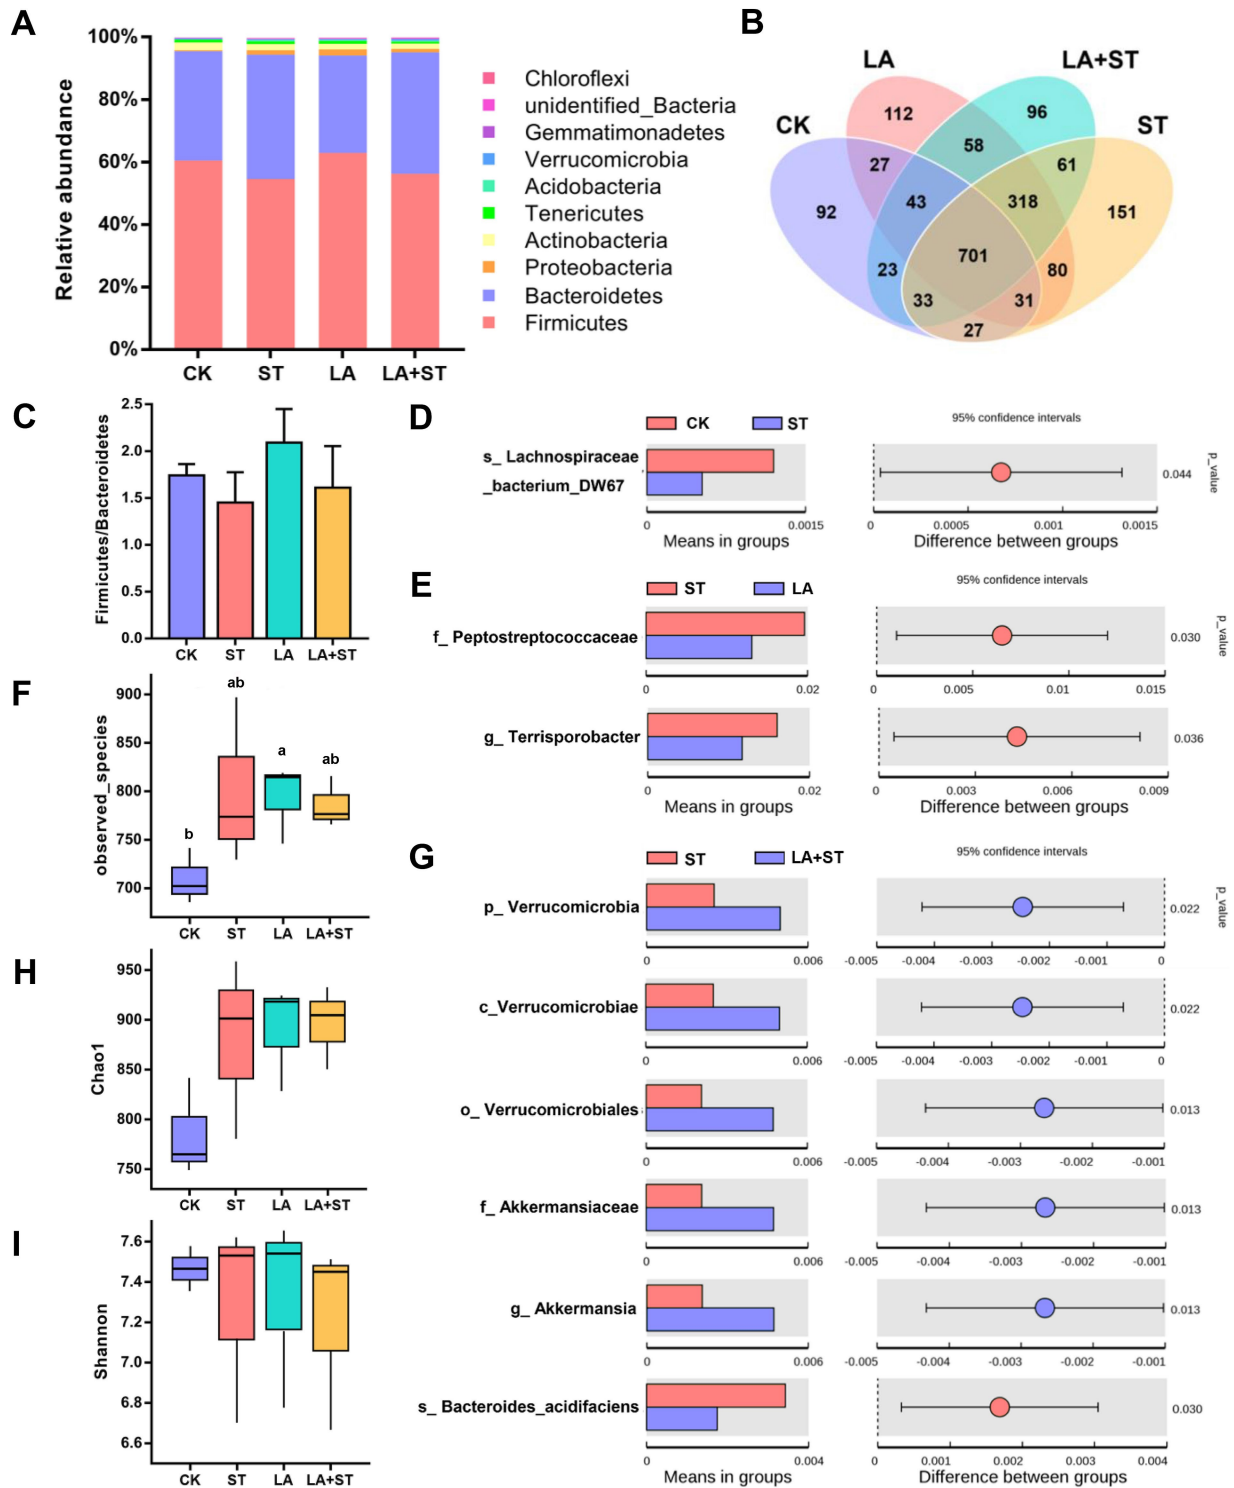 A
100%
80%
60%
40%
20%
0%
Relative abundance
CK ST LA LA+ST
Chloroflexi
unidentified_Bacteria
Gemmatimonadetes
Verrucomicrobia
Acidobacteria
Tenericutes
Actinobacteria
Proteobacteria
Bacteroidetes
Firmicutes
B
LA LA+ST
CK ST
112 96
58
27 61
92 43 318 151
701
23 80
33 31
27
C
2.5
2.0
1.5
1.0
0.5
0.0
Firmicutes/Bacteroidetes
CK ST LA LA+ST
D
CK ST
95% confidence intervals
s_ Lachnospiraceae
_bacterium_DW67
0.044
p_value
0 0.0015
0 0.0005 0.001 0.0015
Means in groups
Difference between groups
E
ST LA
95% confidence intervals
f_ Peptostreptococcaceae
0.030
p_value
0 0.02
0 0.005 0.01 0.015
g_ Terrisporobacter
0.036
0 0.02
0 0.003 0.006 0.009
Means in groups
Difference between groups
F
900
850
800
750
700
observed_species
b ab a ab
CK ST LA LA+ST
G
ST LA+ST
95% confidence intervals
p_ Verrucomicrobia
0.022
p_value
0 0.006
-0.005 -0.004 -0.003 -0.002 -0.001 0
c_Verrucomicrobiae
0.022
0 0.006
-0.005 -0.004 -0.003 -0.002 -0.001 0
o_ Verrucomicrobiales
0.013
0 0.006
-0.005 -0.004 -0.003 -0.002 -0.001
f_ Akkermansiaceae
0.013
0 0.006
-0.005 -0.004 -0.003 -0.002 -0.001
g_ Akkermansia
0.013
0 0.006
-0.005 -0.004 -0.003 -0.002 -0.001
s_ Bacteroides_acidifaciens
0.030
0 0.004
0 0.001 0.002 0.003 0.004
Means in groups
Difference between groups
H
950
900
850
800
750
Chao1
CK ST LA LA+ST
I
7.6
7.4
7.2
7.0
6.8
6.6
Shannon
CK ST LA LA+ST